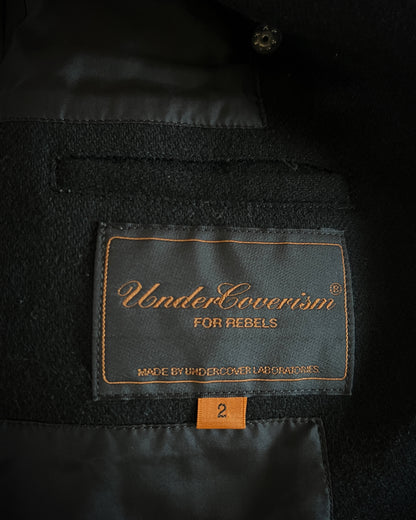 UnderCoverism®
FOR REBELS
MADE BY UNDERCOVER LABORATORIES
2